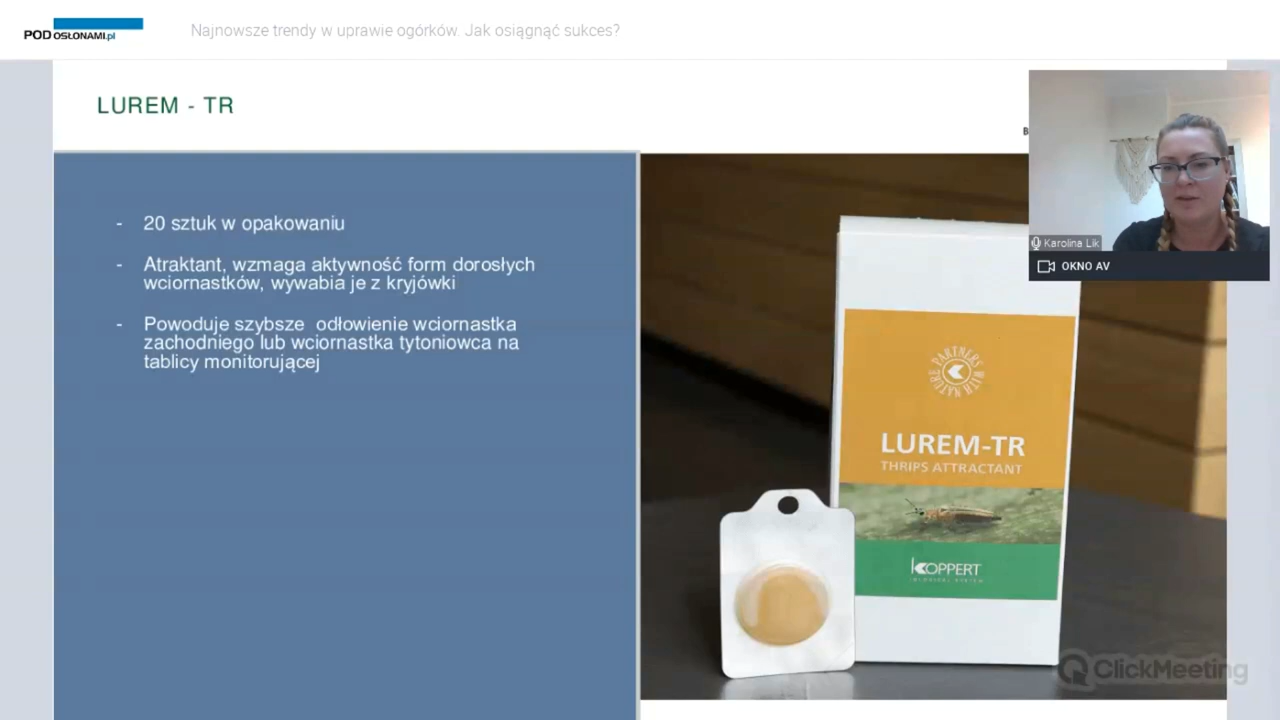 POD OSŁONAMI.pl
Najnowsze trendy w uprawie ogórków. Jak osiągnąć sukces?
LUREM - TR
B
Karolina Lik
OKNO AV
- 20 sztuk w opakowaniu
- Atraktant, wzmaga aktywność form dorosłych
wciornastków, wywabia je z kryjówki
- Powoduje szybsze odłowienie wciornastka
zachodniego lub wciornastka tytoniowca na
tablicy monitorującej
PARTNERS WITH NATURE
LUREM-TR
THRIPS ATTRACTANT
KOPPERT
ClickMeeting